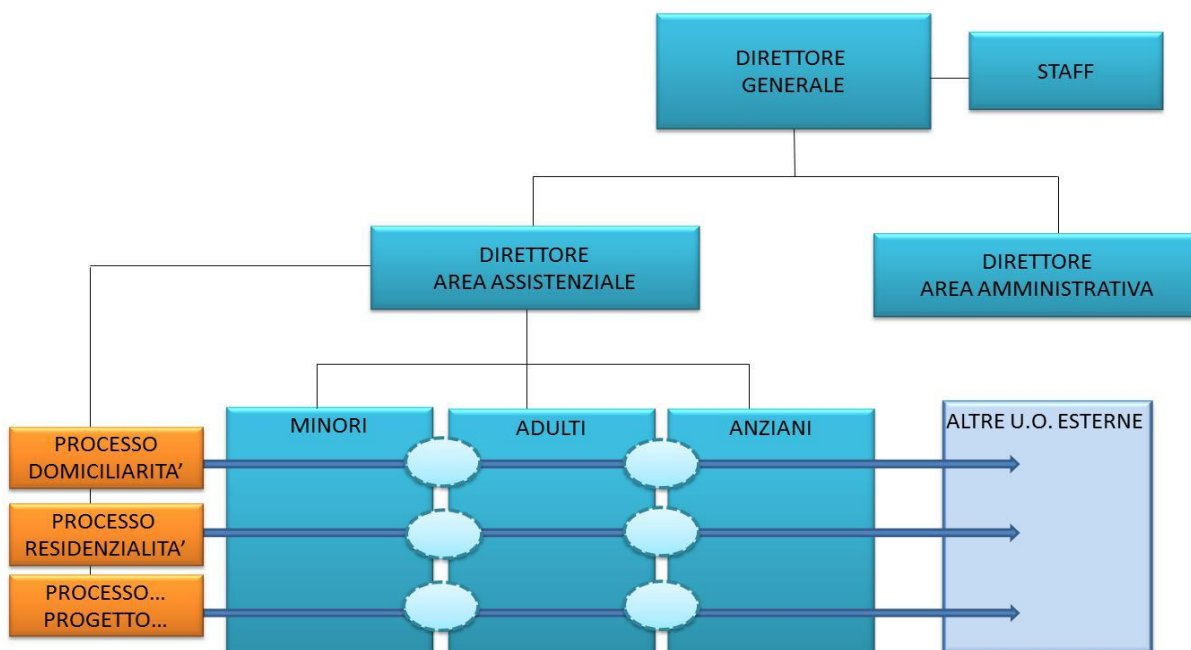 DIRETTORE
GENERALE
STAFF
DIRETTORE
AREA ASSISTENZIALE
DIRETTORE
AREA AMMINISTRATIVA
MINORI
ADULTI
ANZIANI
ALTRE U.O. ESTERNE
PROCESSO
DOMICILIARITA’
PROCESSO
RESIDENZIALITA’
PROCESSO...
PROGETTO...